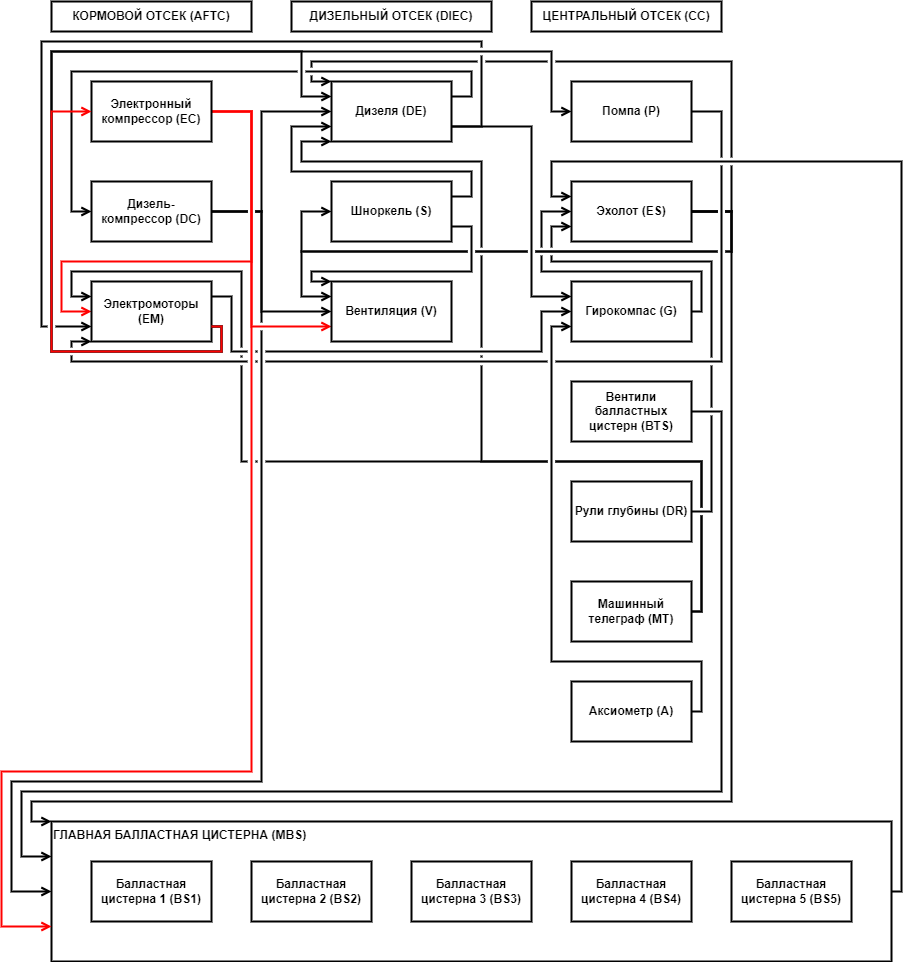 КОРМОВОЙ ОТСЕК (AFTC)
ДИЗЕЛЬНЫЙ ОТСЕК (DIEC)
ЦЕНТРАЛЬНЫЙ ОТСЕК (CC)
Электронный
компрессор (EC)
Дизеля (DE)
Помпа (P)
Дизель-
компрессор (DC)
Шноркель (S)
Эхолот (ES)
Электромоторы
(EM)
Вентиляция (V)
Гирокомпас (G)
Вентили
балластных
цистерн (BTS)
Рули глубины (DR)
Машинный
телеграф (MT)
Аксиометр (A)
ГЛАВНАЯ БАЛЛАСТНАЯ ЦИСТЕРНА (MBS)
Балластная
цистерна 1 (BS1)
Балластная
цистерна 2 (BS2)
Балластная
цистерна 3 (BS3)
Балластная
цистерна 4 (BS4)
Балластная
цистерна 5 (BS5)